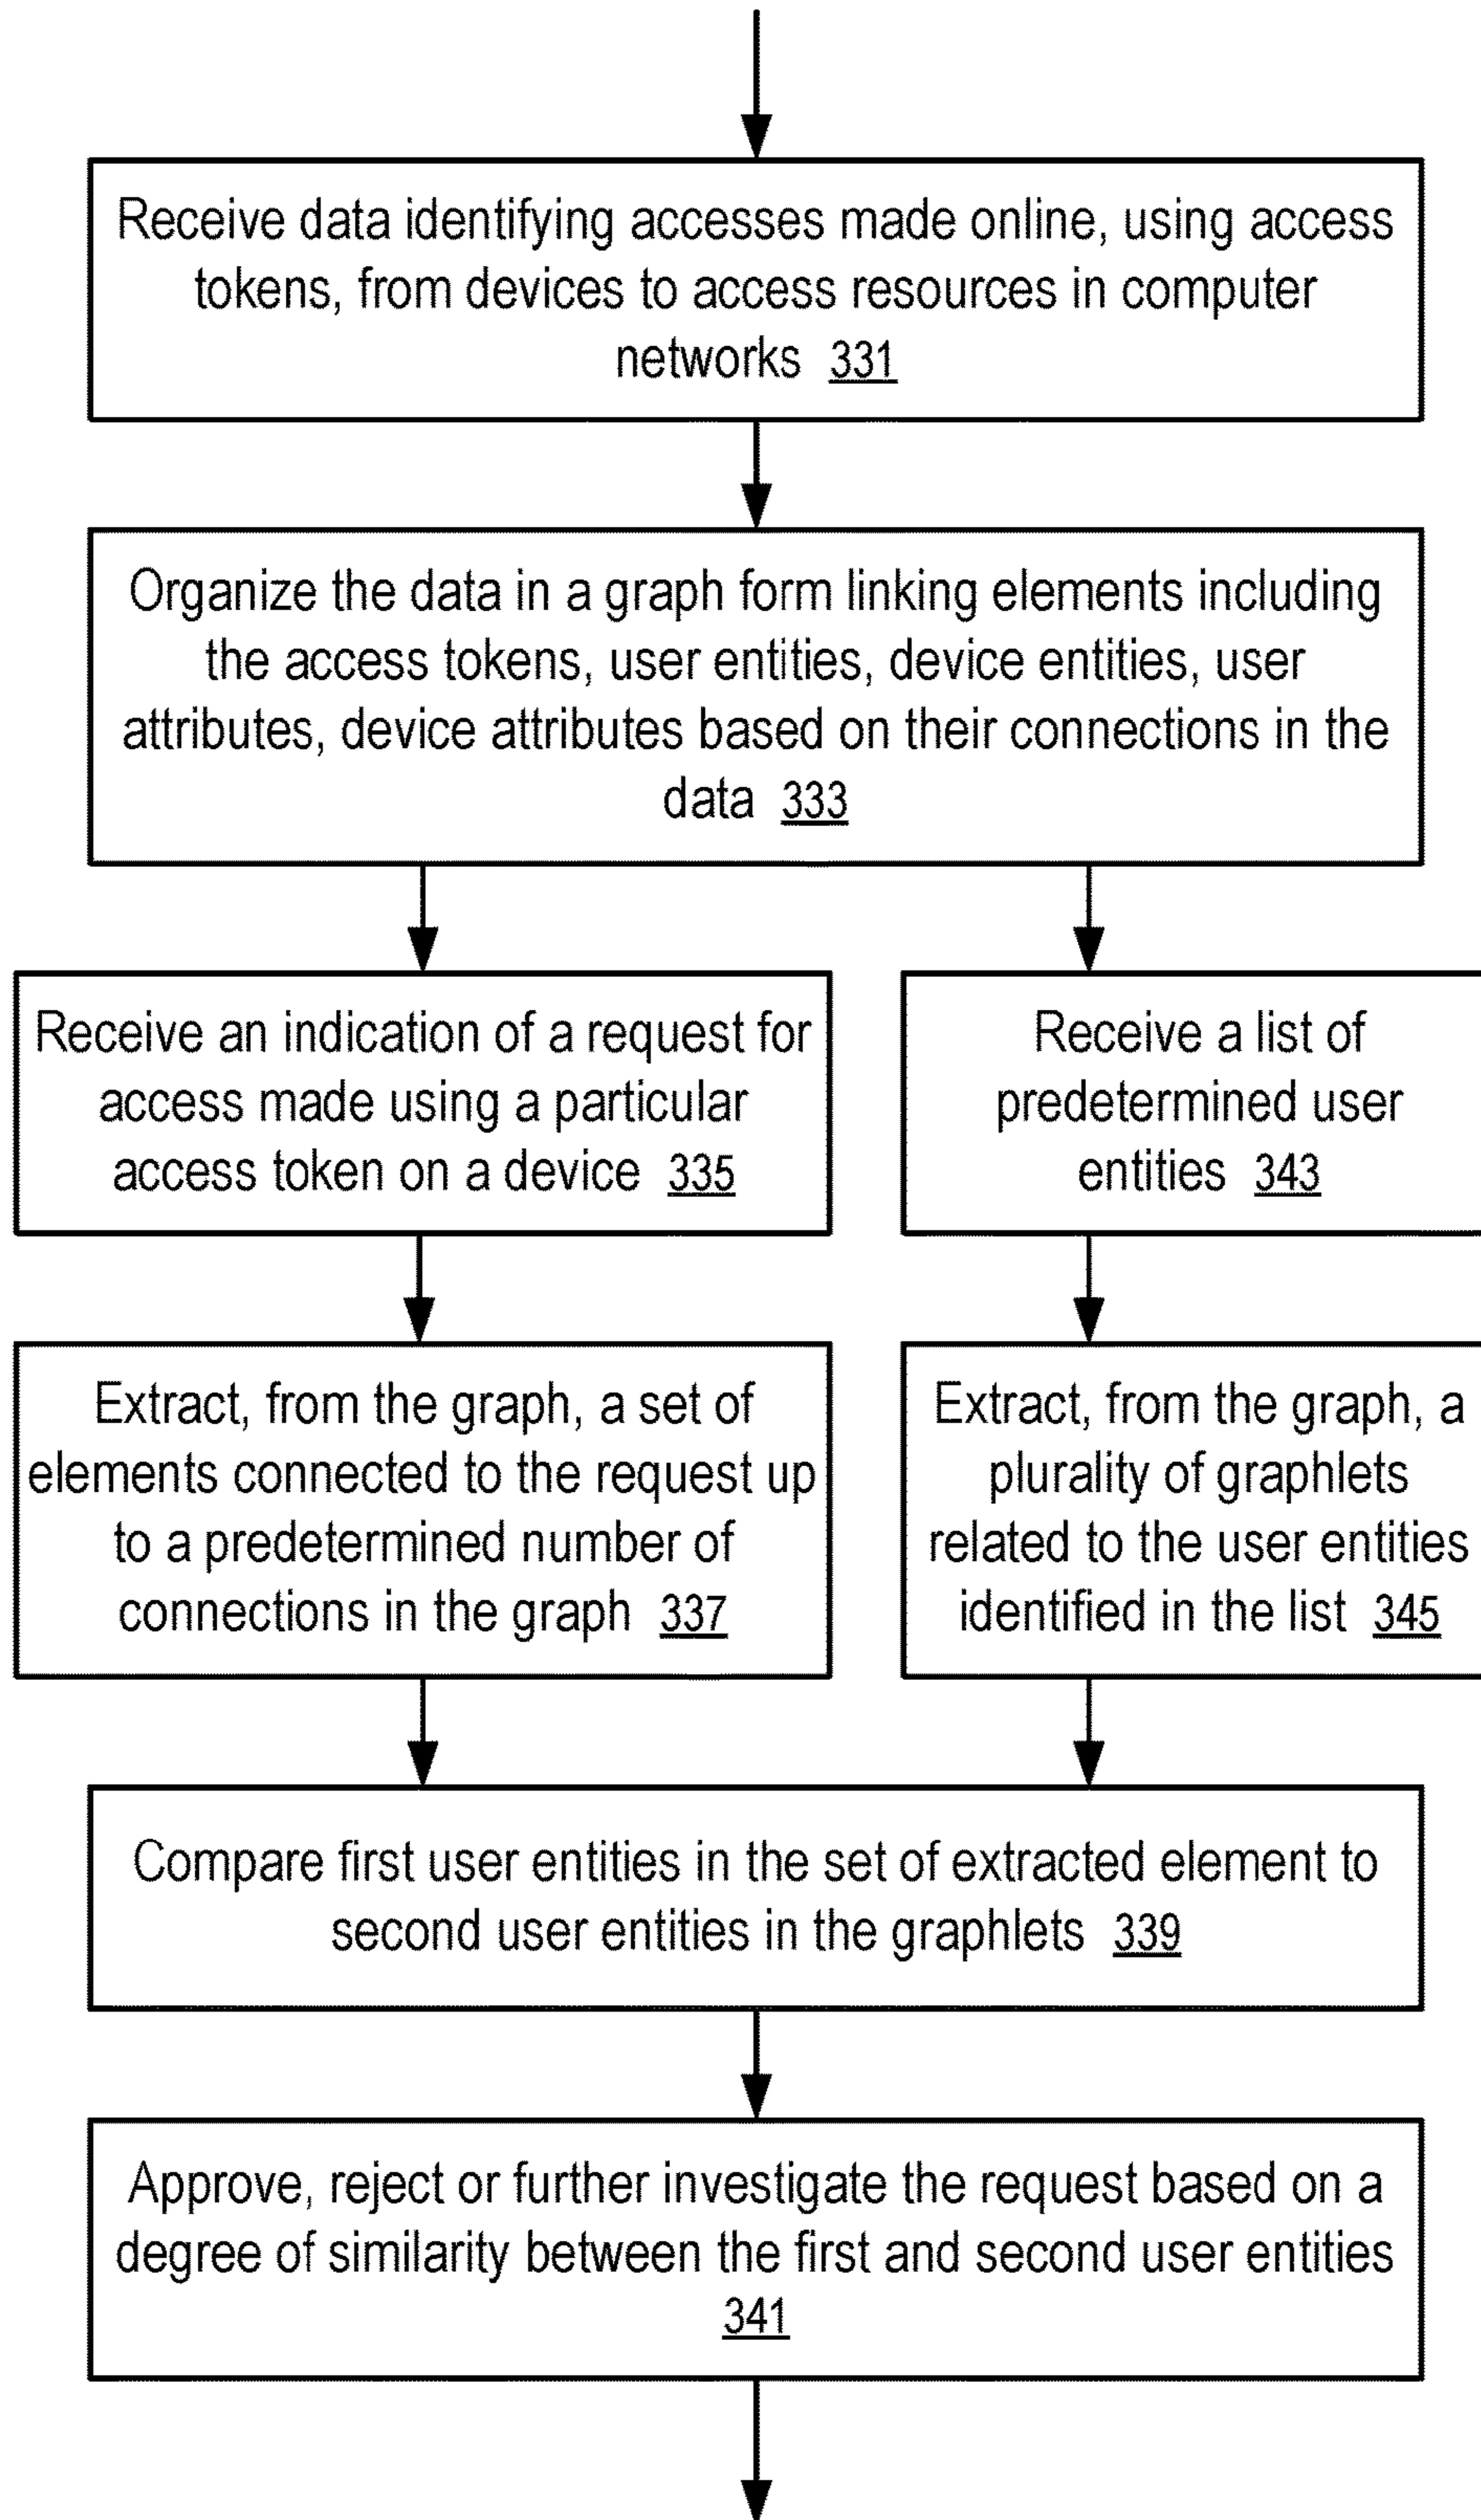 Receive data identifying accesses made online, using access
tokens, from devices to access resources in computer
networks 331
Organize the data in a graph form linking elements including
the access tokens, user entities, device entities, user
attributes, device attributes based on their connections in the
data 333
Receive an indication of a request for
access made using a particular
access token on a device 335
Receive a list of
predetermined user
entities 343
Extract, from the graph, a set of
elements connected to the request up
to a predetermined number of
connections in the graph 337
Extract, from the graph, a
plurality of graphlets
related to the user entities
identified in the list 345
Compare first user entities in the set of extracted element to
second user entities in the graphlets 339
Approve, reject or further investigate the request based on a
degree of similarity between the first and second user entities
341